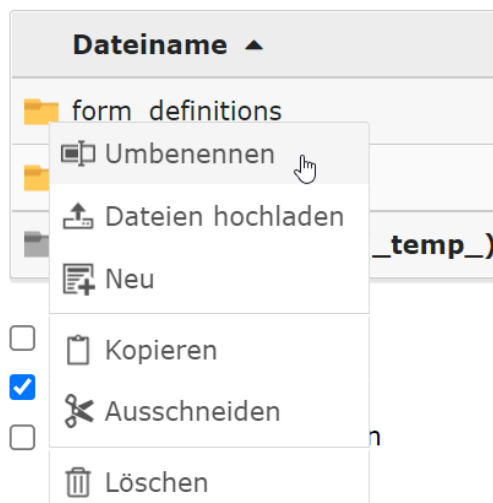 Dateiname
form_definitions
Umbenennen
Dateien hochladen
_temp_)
Neu
Kopieren
Ausschneiden
n
Löschen